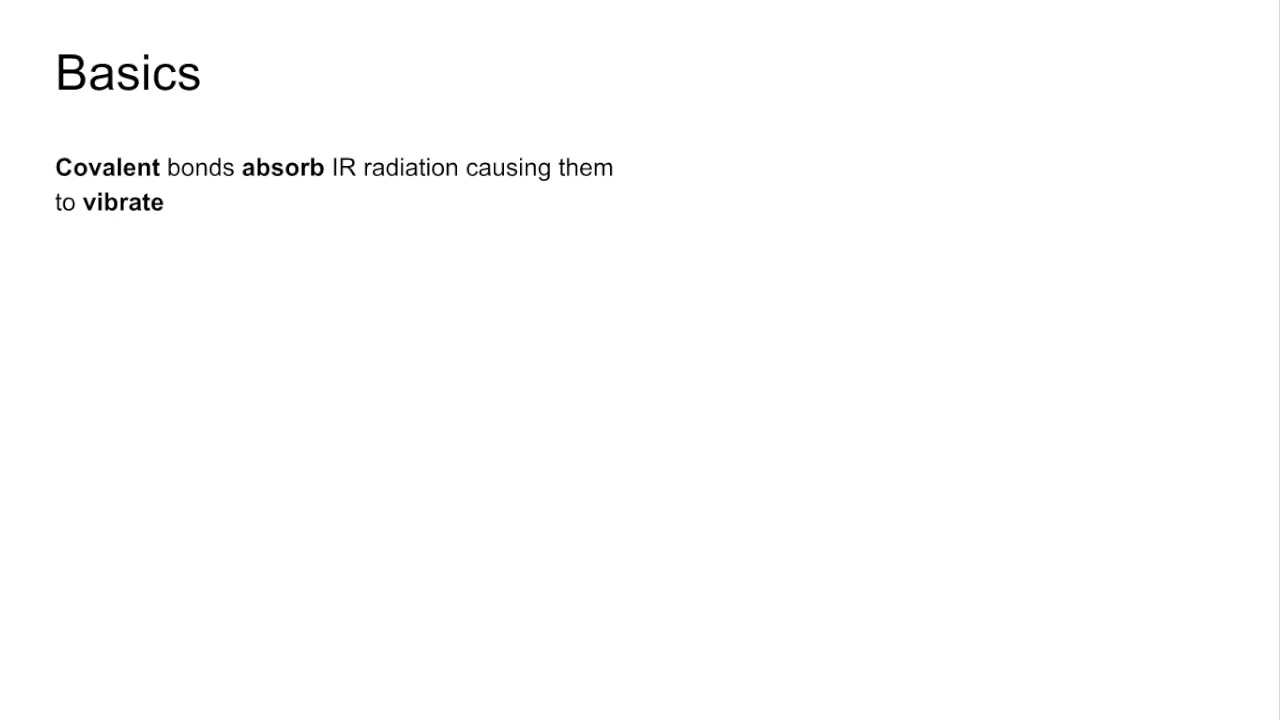 Basics
Covalent bonds absorb IR radiation causing them
to vibrate